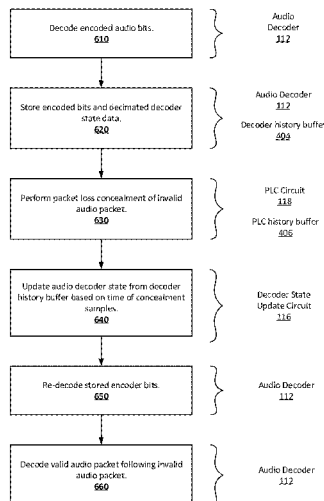 Decode encoded audio bits.
610
Audio
Decoder
112
Store encoded bits and decimated decoder
state data.
620
Audio Decoder
112
Decoder history buffer
404
Perform packet loss concealment of invalid
audio packet.
630
PLC Circuit
118
PLC history buffer
406
Update audio decoder state from decoder
history buffer based on time of concealment
samples.
640
Decoder State
Update Circuit
116
Re-decode stored encoder bits.
650
Audio Decoder
112
Decode valid audio packet following invalid
audio packet.
660
Audio Decoder
112